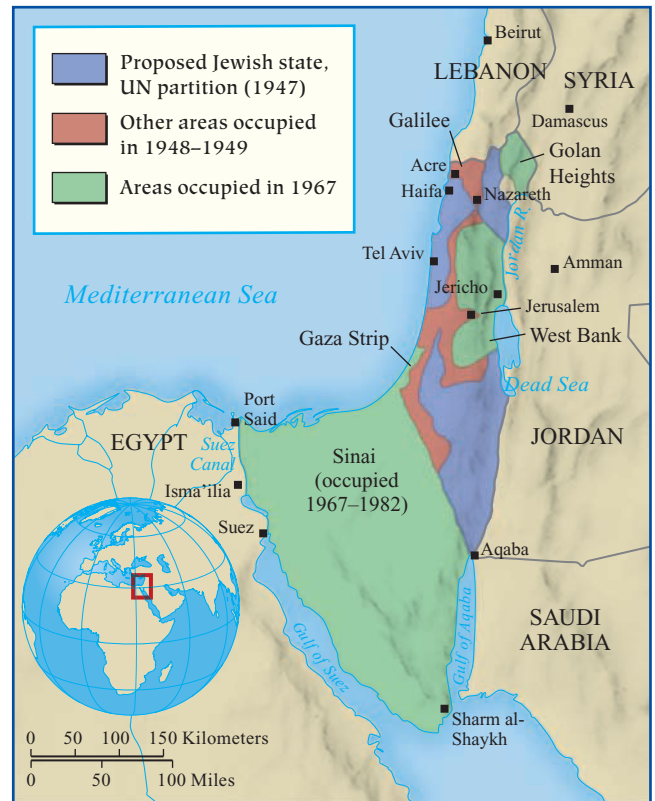 Proposed Jewish state,
UN partition (1947)
Other areas occupied
in 1948–1949
Areas occupied in 1967
Beirut
LEBANON
SYRIA
Damascus
Galilee
Golan
Heights
Acre
Haifa
Nazareth
Jordan R.
Tel Aviv
Amman
Mediterranean Sea
Jericho
Jerusalem
Gaza Strip
West Bank
Dead Sea
Port
Said
EGYPT
Suez
Canal
JORDAN
Sinai
(occupied
1967–1982)
Isma'ilia
Suez
Aqaba
SAUDI
ARABIA
Gulf of Suez
Gulf of Aqaba
Sharm al-
Shaykh
0 50 100 150 Kilometers
0 50 100 Miles